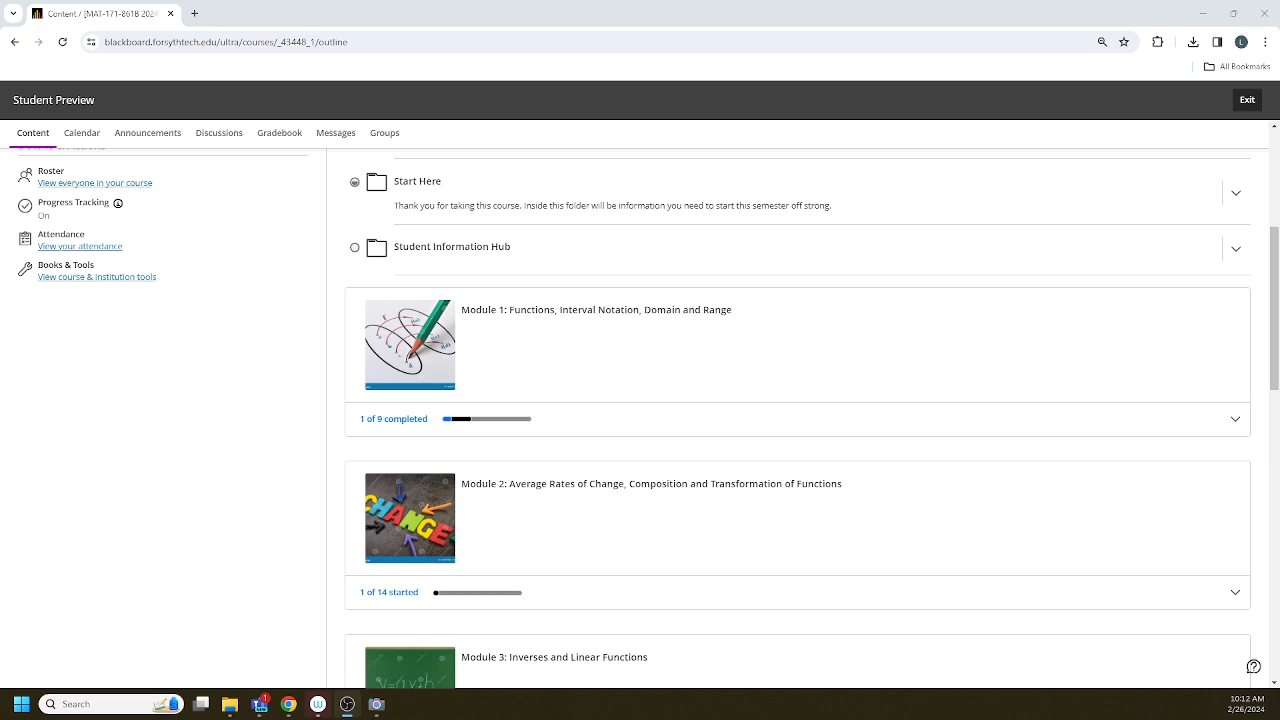 Content / [MAT-171-861B 2024
blackboard.forsythtech.edu/ultra/courses/_43448_1/outline
All Bookmarks
Student Preview
Exit
Content
Calendar
Announcements
Discussions
Gradebook
Messages
Groups
Roster
View everyone in your course
Progress Tracking
On
Attendance
View your attendance
Books & Tools
View course & institution tools
Start Here
Thank you for taking this course. Inside this folder will be information you need to start this semester off strong.
Student Information Hub
Module 1: Functions, Interval Notation, Domain and Range
1 of 9 completed
Module 2: Average Rates of Change, Composition and Transformation of Functions
CHANGE
1 of 14 started
Module 3: Inverses and Linear Functions
y=ax+b
Search
10:12 AM
2/26/2024